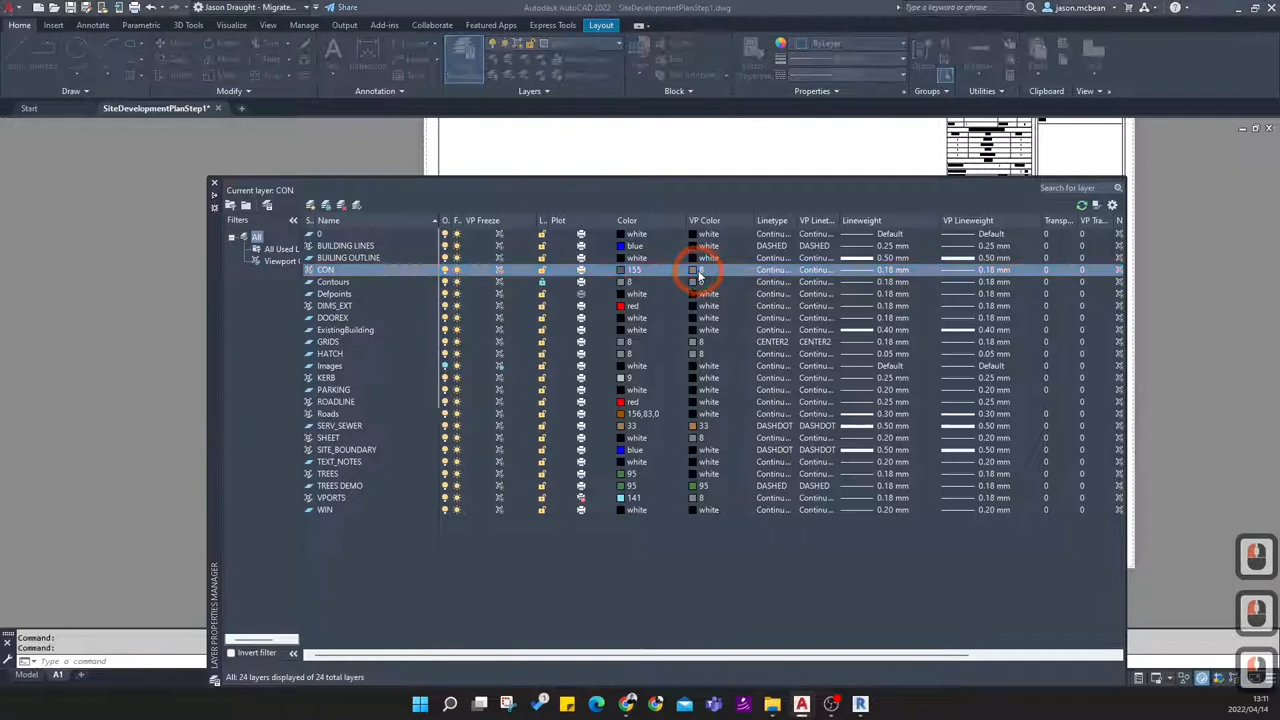 Jason Draught - Migrate... Share Autodesk AutoCAD 2022 SiteDevelopmentPlanStep1.dwg Type a keyword or phrase jason.mcbean
Home Insert Annotate Parametric 3D Tools Visualize View Manage Output Add-ins Collaborate Featured Apps Express Tools Layout
ByLayer
Draw Modify Annotation Layers Block Properties Groups Utilities Clipboard View
Start SiteDevelopmentPlanStep1*
Current layer: CON
Search for layer
Filters S.. Name O. F.. VP Freeze L.. Plot Color VP Color Linetype VP Linet... Lineweight VP Lineweight Transp... VP Tra... N
All
All Used L
Viewport
0 white white Continu... Continu... Default Default 0 0
BUILDING LINES blue white DASHED DASHED 0.25 mm 0.25 mm 0 0
BUILING OUTLINE white white Continu... Continu... 0.50 mm 0.50 mm 0 0
CON 155 8 Continu... Continu... 0.18 mm 0.18 mm 0 0
Contours 8 Continu... Continu... 0.18 mm 0.18 mm 0 0
Defpoints white white Continu... Continu... 0.18 mm 0.18 mm 0 0
DIMS_EXT red white Continu... Continu... 0.18 mm 0.18 mm 0 0
DOOREX white white Continu... Continu... 0.18 mm 0.18 mm 0 0
ExistingBuilding white white Continu... Continu... 0.40 mm 0.40 mm 0 0
GRIDS 8 8 CENTER2 CENTER2 0.18 mm 0.18 mm 0 0
HATCH 8 8 Continu... Continu... 0.05 mm 0.05 mm 0 0
Images white white Continu... Continu... Default Default 0 0
KERB 9 white Continu... Continu... 0.25 mm 0.25 mm 0 0
PARKING white white Continu... Continu... 0.20 mm 0.20 mm 0 0
ROADLINE red white Continu... Continu... 0.25 mm 0.25 mm 0 0
Roads 156,83,0 white Continu... Continu... 0.30 mm 0.30 mm 0 0
SERV_SEWER 33 33 DASHDOT DASHDOT 0.50 mm 0.50 mm 0 0
SHEET white 8 Continu... Continu... 0.20 mm 0.20 mm 0 0
SITE_BOUNDARY blue white DASHDOT DASHDOT 0.50 mm 0.50 mm 0 0
TEXT_NOTES white white Continu... Continu... 0.20 mm 0.20 mm 0 0
TREES 95 white Continu... Continu... 0.18 mm 0.18 mm 0 0
TREES DEMO 95 95 DASHED DASHED 0.18 mm 0.18 mm 0 0
VPORTS 141 8 Continu... Continu... 0.18 mm 0.18 mm 0 0
WIN white white Continu... Continu... 0.20 mm 0.20 mm 0 0
LAYER PROPERTIES MANAGER
Command:
Command:
Type a command
Invert filter
Model A1
All: 24 layers displayed of 24 total layers
13:11
2022/04/14